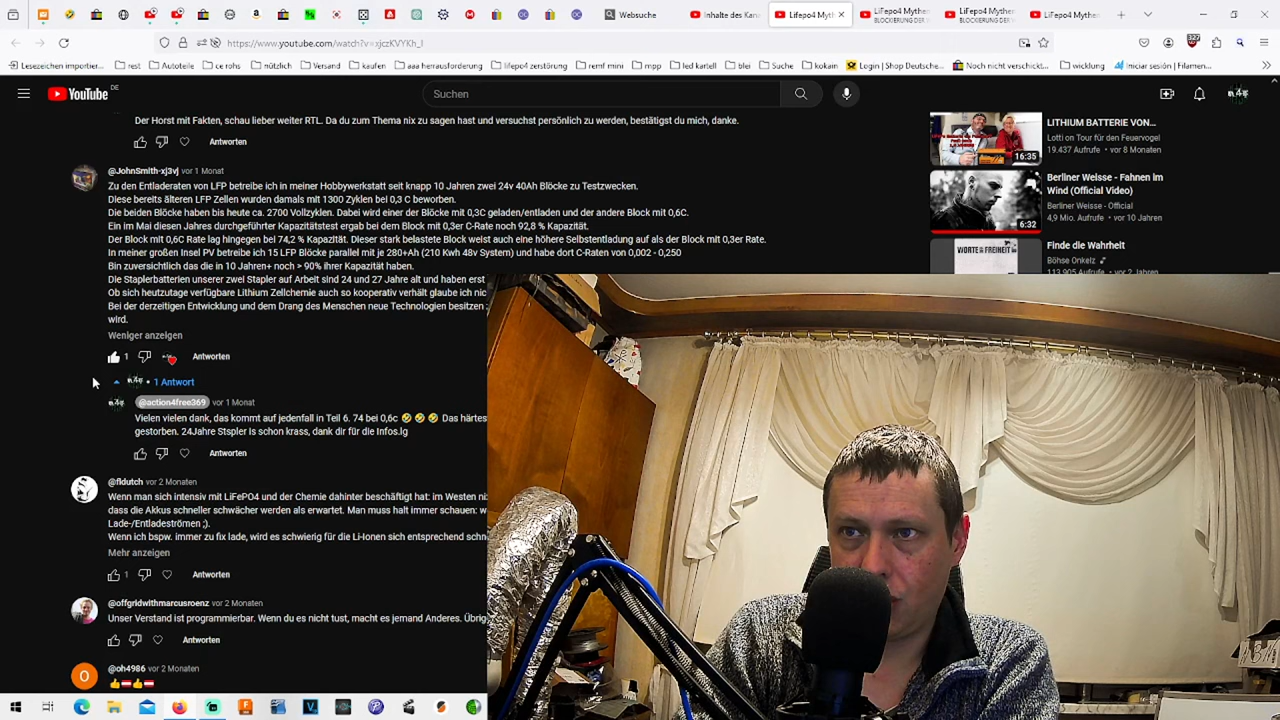 Websuche
Inhalte des Kan
Lifepo4 Myth
LiFePo4 Mythen
BLOCKIERUNG DER W
LiFePo4 Mythen
BLOCKIERUNG DER W
LiFePo4 Mythen
https://www.youtube.com/watch?v=xjczKVYKh_I
Lesezeichen importier...
rest
Autoteile
ce rohs
nützlich
Versand
kaufen
aaa herausforderung
lifepo4 zerstörung
remf mini
mpp
led kartell
blei
Suche
kokain
Login | Shop Deutsche...
Noch nicht verschickt...
wicklung
Iniciar sesión | Filamen...
YouTube DE
Suchen
Der Horst mit Fakten, schau lieber weiter RTL. Da du zum Thema nix zu sagen hast und versuchst persönlich zu werden, bestätigst du mich, danke.
Antworten
@JohnSmith-xj3vj vor 1 Monat
Zu den Entladeraten von LFP betreibe ich in meiner Hobbywerkstatt seit knapp 10 Jahren zwei 24v 40Ah Blöcke zu Testzwecken.
Diese bereits älteren LFP Zellen wurden damals mit 1300 Zyklen bei 0,3 C beworben.
Die beiden Blöcke haben bis heute ca. 2700 Vollzyklen. Dabei wird einer der Blöcke mit 0,3C geladen/entladen und der andere Block mit 0,6C.
Ein im Mai diesen Jahres durchgeführter Kapazitätstest ergab bei dem Block mit 0,3er C-Rate noch 92,8 % Kapazität.
Der Block mit 0,6C Rate lag hingegen bei 74,2 % Kapazität. Dieser stark belastete Block weist auch eine höhere Selbstentladung auf als der Block mit 0,3er Rate.
In meiner großen Insel PV betreibe ich 15 LFP Blöcke parallel mit je 280+Ah (210 Kwh 48v System) und habe dort C-Raten von 0,002 - 0,250
Bin zuversichtlich das die in 10 Jahren+ noch > 90% ihrer Kapazität haben.
Die Staplerbatterien unserer zwei Stapler auf Arbeit sind 24 und 27 Jahre alt und haben erst
Ob sich heutzutage verfügbare Lithium Zellchemie auch so kooperativ verhält glaube ich nic
Bei der derzeitigen Entwicklung und dem Drang des Menschen neue Technologien besitzen
wird.
Weniger anzeigen
1 Antworten
1 Antwort
@action4free369 vor 1 Monat
Vielen vielen dank, das kommt auf jedenfall in Teil 6. 74 bei 0,6c 🤣 🤣 🤣 Das härtes
gestorben. 24Jahre Stspler is schon krass, dank dir für dIe Infos.lg
Antworten
@fldutch vor 2 Monaten
Wenn man sich intensiv mit LiFePO4 und der Chemie dahinter beschäftigt hat: im Westen ni
dass die Akkus schneller schwächer werden als erwartet. Man muss halt immer schauen: w
Lade-/Entladeströmen ;).
Wenn ich bspw. immer zu fix lade, wird es schwierig für die Li-Ionen sich entsprechend schn
Mehr anzeigen
1 Antworten
@offgridwithmarcusroenz vor 2 Monaten
Unser Verstand ist programmierbar. Wenn du es nicht tust, macht es jemand Anderes. Übrig
Antworten
O
@oh4986 vor 2 Monaten
16:35
LITHIUM BATTERIE VON...
Lotti on Tour für den Feuervogel
19.437 Aufrufe • vor 8 Monaten
6:32
Berliner Weisse - Fahnen im
Wind (Official Video)
Berliner Weisse - Official
4,9 Mio. Aufrufe • vor 10 Jahren
WORTE DER FREIHEIT
Finde die Wahrheit
Böhse Onkelz
113.905 Aufrufe • vor 2 Jahren